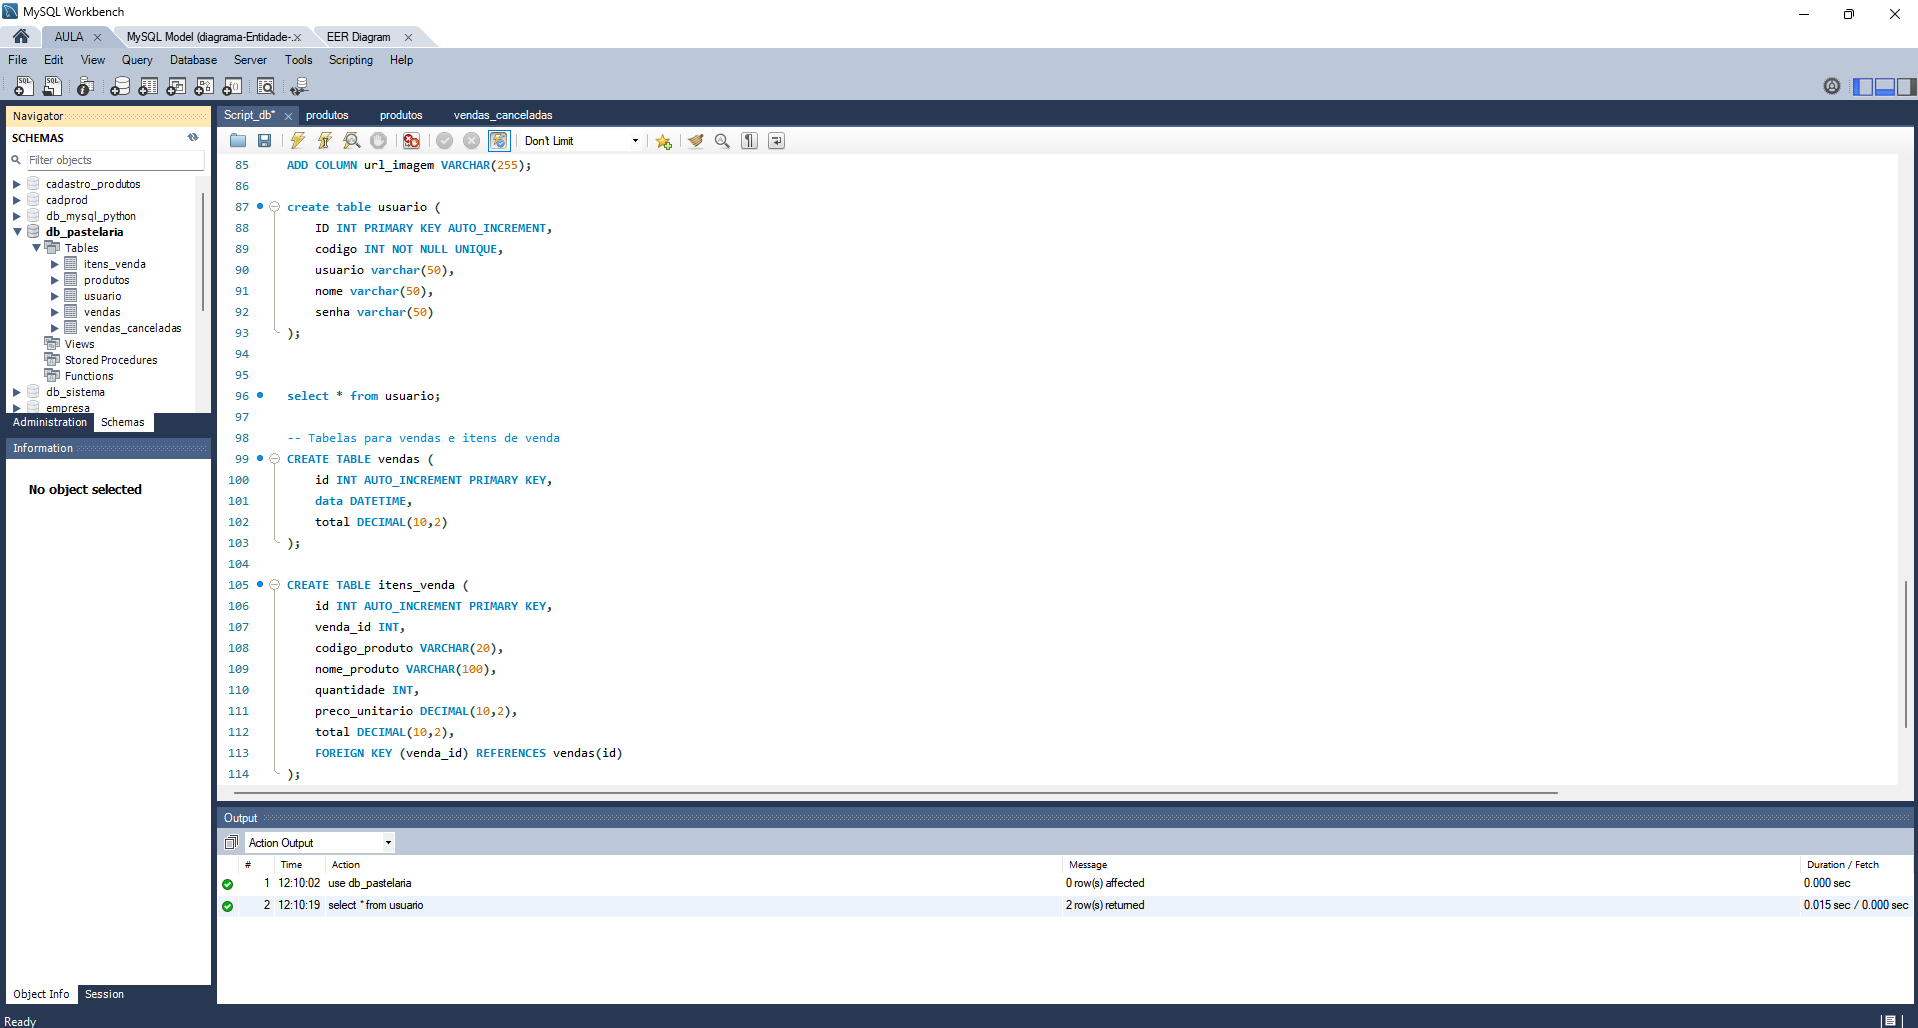 MySQL Workbench
AULA
MySQL Model (diagrama-Entidade-.
EER Diagram
File Edit View Query Database Server Tools Scripting Help
Navigator
SCHEMAS
Filter objects
cadastro_produtos
cadprod
db_mysql_python
db_pastelaria
Tables
itens_venda
produtos
usuario
vendas
vendas_canceladas
Views
Stored Procedures
Functions
db_sistema
empresa
Administration Schemas
Information
No object selected
Object Info Session
Script_db* produtos produtos vendas_canceladas
Don't Limit
85 ADD COLUMN url_imagem VARCHAR(255);
86
87 create table usuario (
88 ID INT PRIMARY KEY AUTO_INCREMENT,
89 codigo INT NOT NULL UNIQUE,
90 usuario varchar(50),
91 nome varchar(50),
92 senha varchar(50)
93 );
94
95
96 select * from usuario;
97
98 -- Tabelas para vendas e itens de venda
99 CREATE TABLE vendas (
100 id INT AUTO_INCREMENT PRIMARY KEY,
101 data DATETIME,
102 total DECIMAL(10,2)
103 );
104
105 CREATE TABLE itens_venda (
106 id INT AUTO_INCREMENT PRIMARY KEY,
107 venda_id INT,
108 codigo_produto VARCHAR(20),
109 nome_produto VARCHAR(100),
110 quantidade INT,
111 preco_unitario DECIMAL(10,2),
112 total DECIMAL(10,2),
113 FOREIGN KEY (venda_id) REFERENCES vendas(id)
114 );
Output
Action Output
# Time Action Message Duration / Fetch
1 12:10:02 use db_pastelaria 0 row(s) affected 0.000 sec
2 12:10:19 select * from usuario 2 row(s) returned 0.015 sec / 0.000 sec
Ready